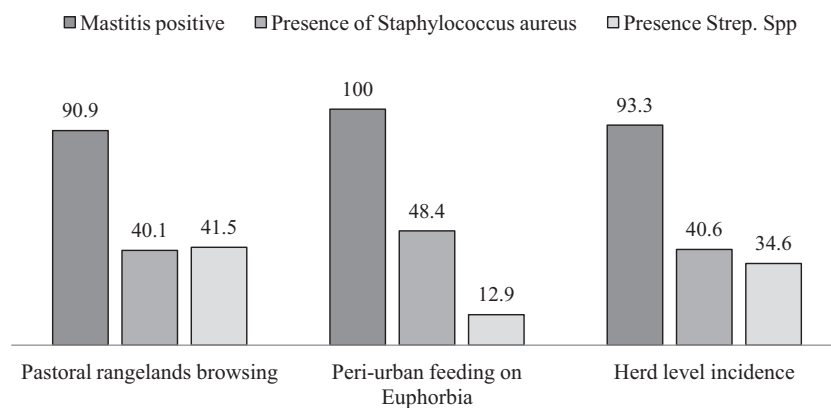 Mastitis positive Presence of Staphylococcus aureus Presence Strep. Spp
90.9 40.1 41.5
100 48.4 12.9
93.3 40.6 34.6
Pastoral rangelands browsing Peri-urban feeding on Herd level incidence
Euphorbia